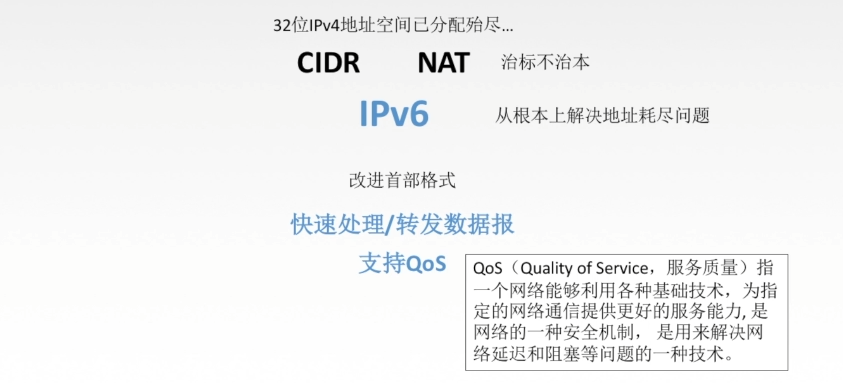 32位IPv4地址空间已分配殆尽...
CIDR NAT 治标不治本
IPv6 从根本上解决地址耗尽问题
改进首部格式
快速处理/转发数据报
支持QoS
QoS（Quality of Service，服务质量）指
一个网络能够利用各种基础技术，为指
定的网络通信提供更好的服务能力, 是
网络的一种安全机制， 是用来解决网
络延迟和阻塞等问题的一种技术。